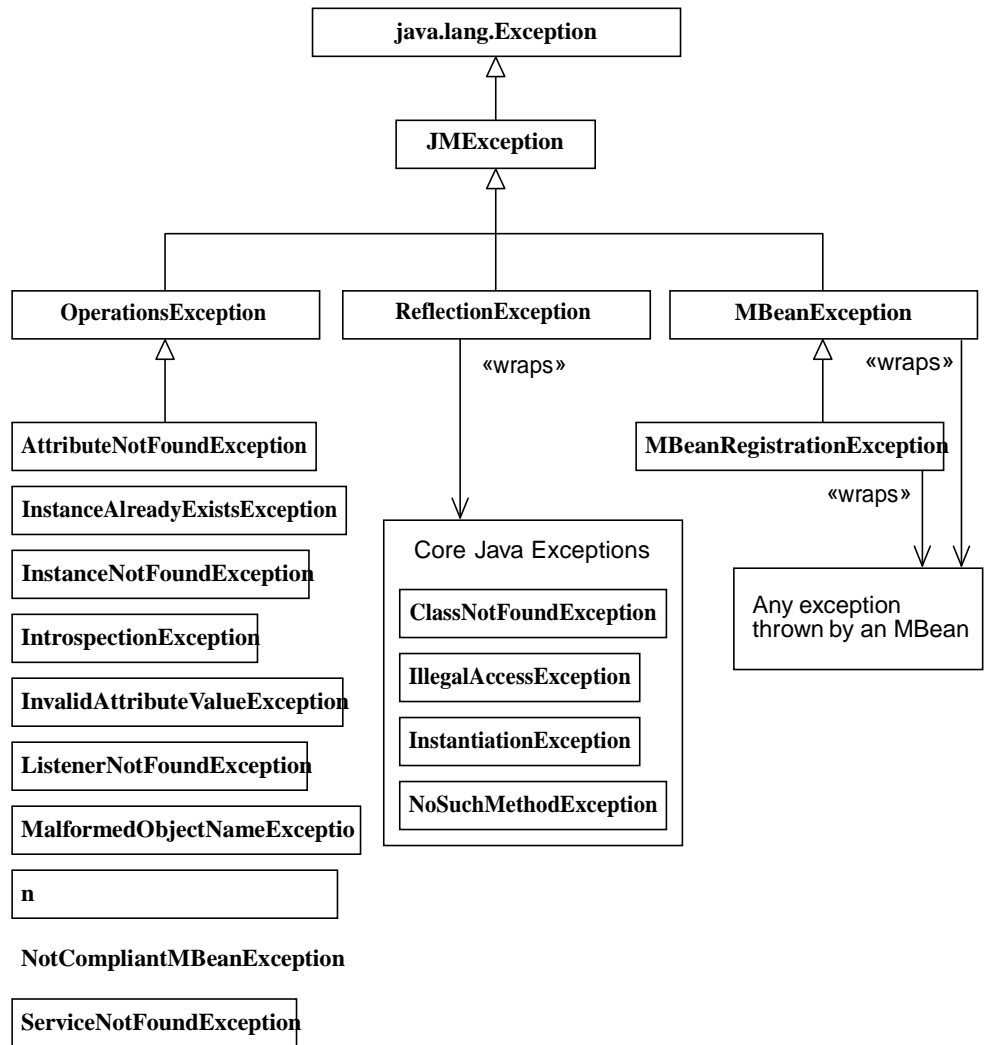 java.lang.Exception
JMException
OperationsException
ReflectionException
MBeanException
«wraps»
«wraps»
AttributeNotFoundException
InstanceAlreadyExistsException
InstanceNotFoundException
IntrospectionException
InvalidAttributeValueException
ListenerNotFoundException
MalformedObjectNameExceptio
n
NotCompliantMBeanException
ServiceNotFoundException
Core Java Exceptions
ClassNotFoundException
IllegalAccessException
InstantiationException
NoSuchMethodException
MBeanRegistrationException
«wraps»
Any exception
thrown by an MBean